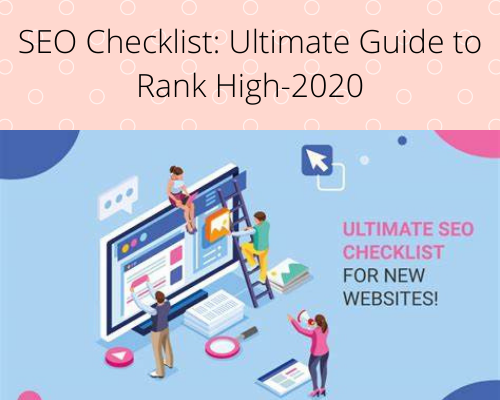 SEO Checklist: Ultimate Guide to
Rank High-2020
ULTIMATE SEO
CHECKLIST
FOR NEW
WEBSITES!